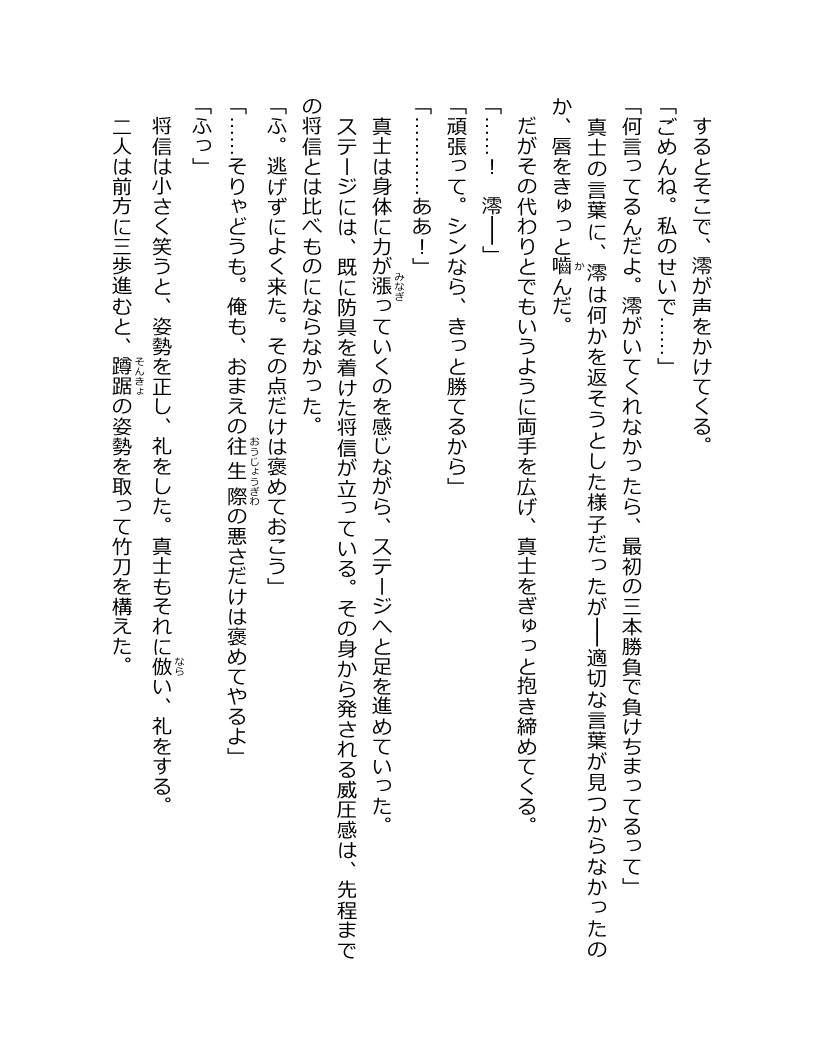 するとそこで、澪が声をかけてくる。
「ごめんね。私のせいで……」
「何言ってるんだよ。澪がいてくれなかったら、最初の三本勝負で負けちまってるって」
真士の言葉に、澪は何かを返そうとした様子だったが――適切な言葉が見つからなかったの
か、唇をきゅっと嚙んだ。
だがその代わりとでもいうように両手を広げ、真士をぎゅっと抱き締めてくる。
「……！　澪――」
「頑張って。シンなら、きっと勝てるから」
「…………ああ！」
真士は身体に力が漲っていくのを感じながら、ステージへと足を進めていった。
ステージには、既に防具を着けた将信が立っている。その身から発される威圧感は、先程まで
の将信とは比べものにならなかった。
「ふ。逃げずによく来た。その点だけは褒めておこう」
「……そりゃどうも。俺も、おまえの往生際の悪さだけは褒めてやるよ」
「ふっ」
将信は小さく笑うと、姿勢を正し、礼をした。真士もそれに倣い、礼をする。
二人は前方に三歩進むと、蹲踞の姿勢を取って竹刀を構えた。